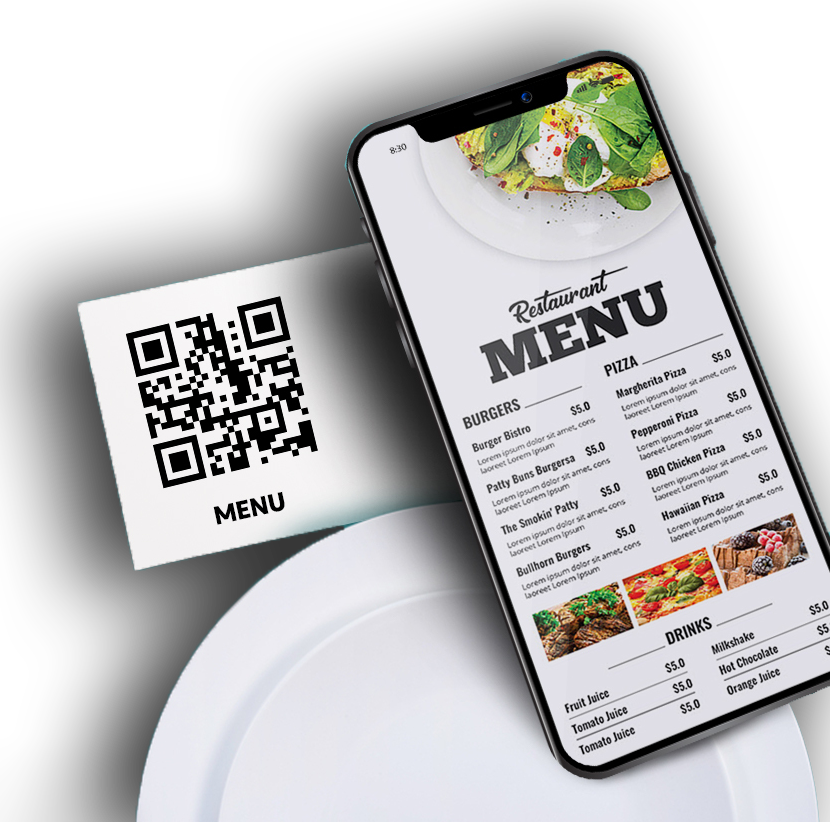 8:30
Restaurant
MENU
BURGERS
Burger Bistro $5.0
Lorem ipsum dolor sit amet, cons
laoreet Lorem Ipsum
Patty Buns Burgersa $5.0
Lorem ipsum dolor sit amet, cons
laoreet Lorem Ipsum
The Smokin' Patty $5.0
Lorem ipsum dolor sit amet, cons
laoreet Lorem Ipsum
Bullhorn Burgers $5.0
Lorem ipsum dolor sit amet, cons
laoreet Lorem Ipsum
PIZZA
Margherita Pizza $5.0
Lorem ipsum dolor sit amet, cons
laoreet Lorem Ipsum
Pepperoni Pizza $5.0
Lorem ipsum dolor sit amet, cons
laoreet Lorem Ipsum
BBQ Chicken Pizza $5.0
Lorem ipsum dolor sit amet, cons
laoreet Lorem Ipsum
Hawaiian Pizza $5.0
Lorem ipsum dolor sit amet, cons
laoreet Lorem Ipsum
DRINKS
Fruit Juice $5.0
Tomato Juice $5.0
Tomato Juice $5.0
Milkshake $5.0
Hot Chocolate
Orange Juice
MENU